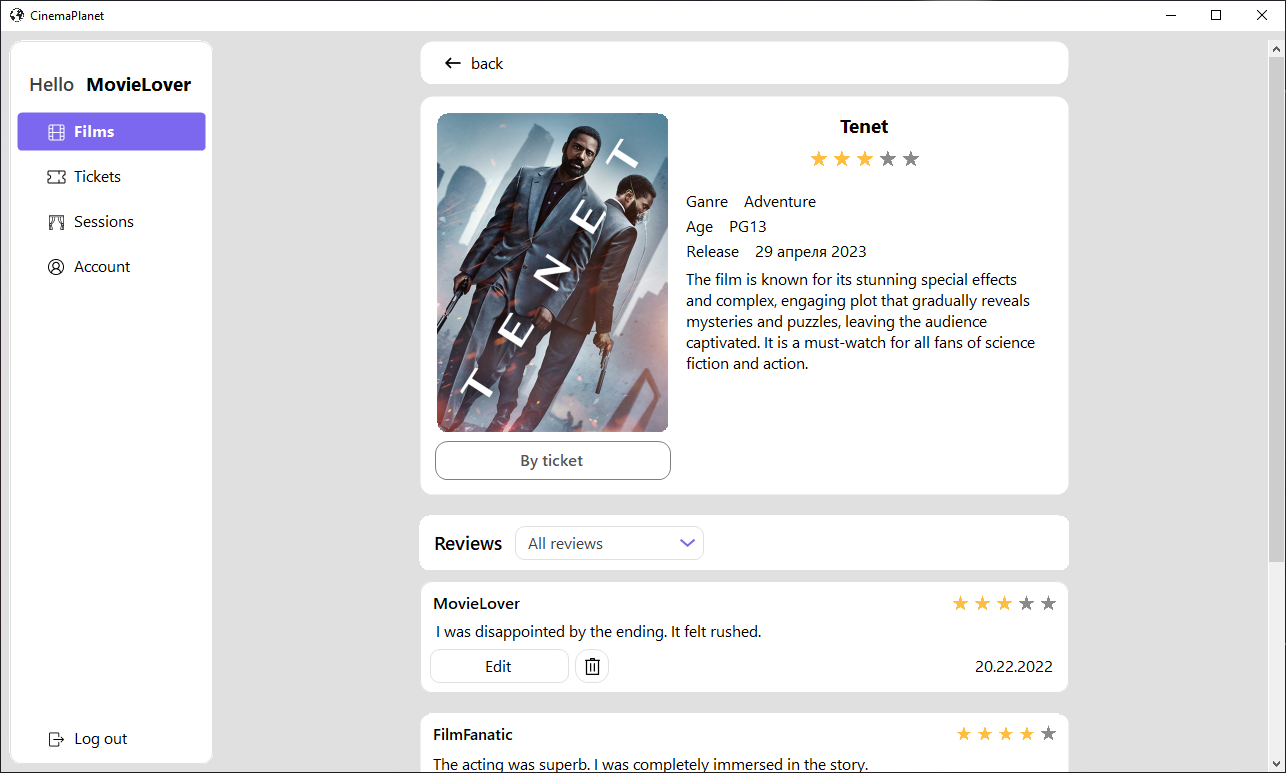 CinemaPlanet
Hello MovieLover
Films
Tickets
Sessions
Account
Log out
back
TENET
By ticket
Tenet
Ganre Adventure
Age PG13
Release 29 апреля 2023
The film is known for its stunning special effects
and complex, engaging plot that gradually reveals
mysteries and puzzles, leaving the audience
captivated. It is a must-watch for all fans of science
fiction and action.
Reviews All reviews
MovieLover
I was disappointed by the ending. It felt rushed.
Edit 20.22.2022
FilmFanatic
The acting was superb. I was completely immersed in the story.